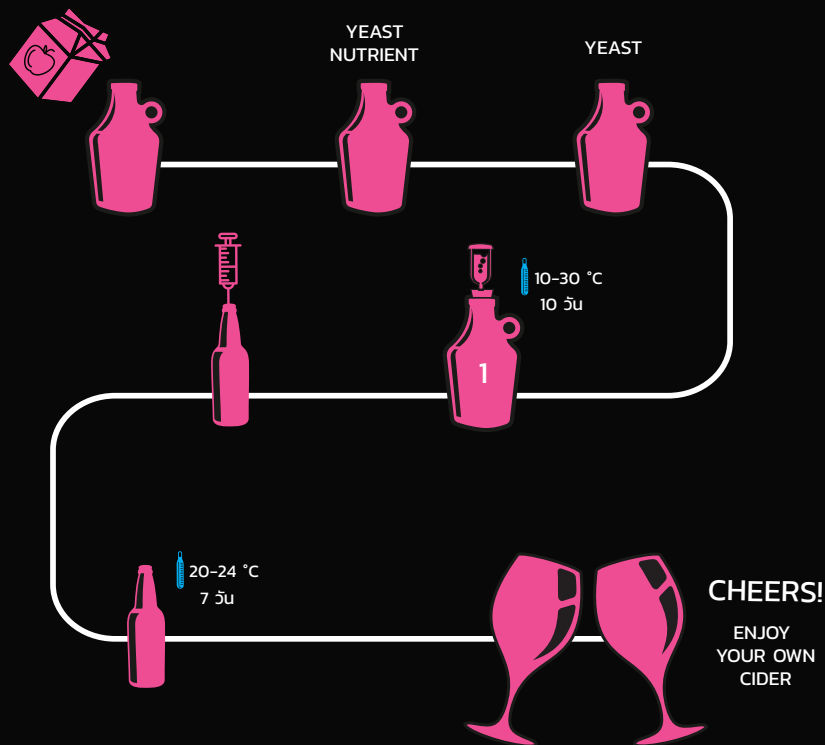 YEAST
NUTRIENT
YEAST
10-30 °C
10 วัน
1
20-24 °C
7 วัน
CHEERS!
ENJOY
YOUR OWN
CIDER